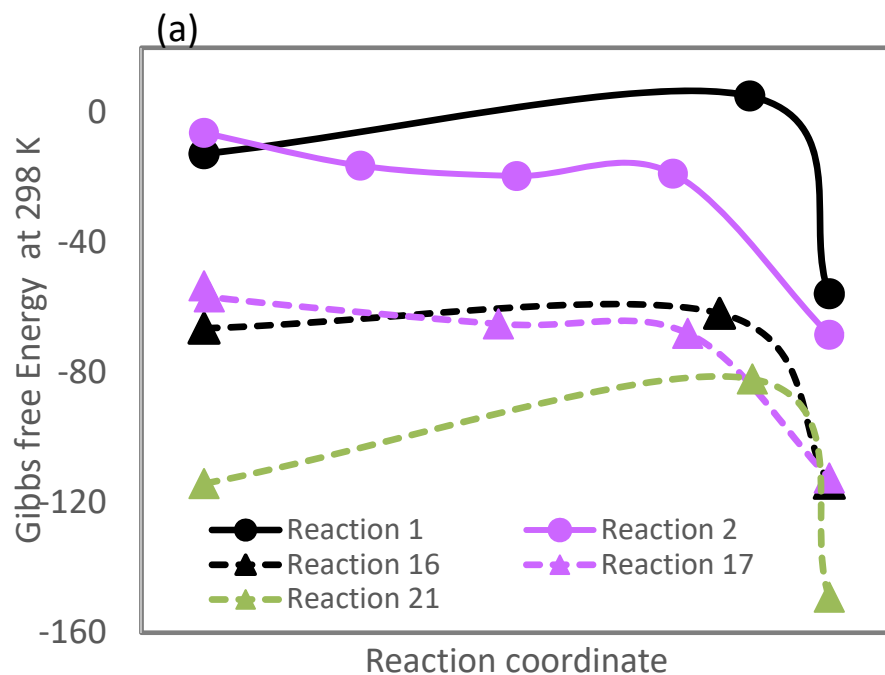 (a)
Gibbs free Energy at 298 K
0
-40
-80
-120
-160
Reaction 1
Reaction 2
Reaction 16
Reaction 17
Reaction 21
Reaction coordinate